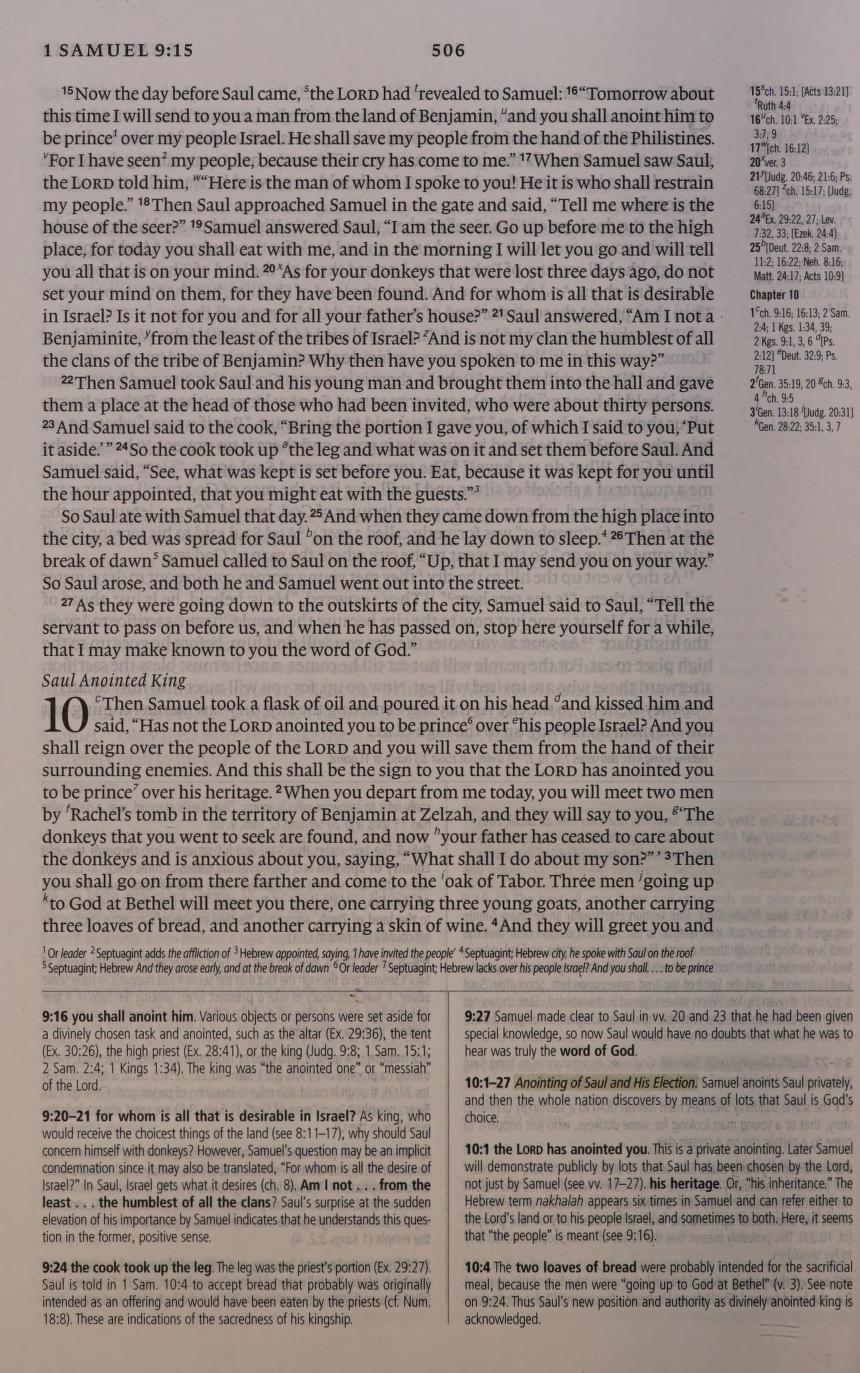 1 SAMUEL 9:15
506
15 Now the day before Saul came, s the LORD had t revealed to Samuel: 16 “Tomorrow about
this time I will send to you a man from the land of Benjamin, u and you shall anoint him to
be prince1 over my people Israel. He shall save my people from the hand of the Philistines.
v For I have seen2 my people, because their cry has come to me.” 17 When Samuel saw Saul,
the LORD told him, w “Here is the man of whom I spoke to you! He it is who shall restrain
my people.” 18 Then Saul approached Samuel in the gate and said, “Tell me where is the
house of the seer?” 19 Samuel answered Saul, “I am the seer. Go up before me to the high
place, for today you shall eat with me, and in the morning I will let you go and will tell
you all that is on your mind. 20 x As for your donkeys that were lost three days ago, do not
set your mind on them, for they have been found. And for whom is all that is desirable
in Israel? Is it not for you and for all your father’s house?” 21 Saul answered, “Am I not a
Benjaminite, y from the least of the tribes of Israel? z And is not my clan the humblest of all
the clans of the tribe of Benjamin? Why then have you spoken to me in this way?”
22 Then Samuel took Saul and his young man and brought them into the hall and gave
them a place at the head of those who had been invited, who were about thirty persons.
23 And Samuel said to the cook, “Bring the portion I gave you, of which I said to you, ‘Put
it aside.’ ” 24 So the cook took up a the leg and what was on it and set them before Saul. And
Samuel said, “See, what was kept is set before you. Eat, because it was kept for you until
the hour appointed, that you might eat with the guests.”3
So Saul ate with Samuel that day. 25 And when they came down from the high place into
the city, a bed was spread for Saul b on the roof, and he lay down to sleep.4 26 Then at the
break of dawn5 Samuel called to Saul on the roof, “Up, that I may send you on your way.”
So Saul arose, and both he and Samuel went out into the street.
27 As they were going down to the outskirts of the city, Samuel said to Saul, “Tell the
servant to pass on before us, and when he has passed on, stop here yourself for a while,
that I may make known to you the word of God.”
Saul Anointed King
10 c Then Samuel took a flask of oil and poured it on his head d and kissed him and
said, “Has not the LORD anointed you to be prince6 over e his people Israel? And you
shall reign over the people of the LORD and you will save them from the hand of their
surrounding enemies. And this shall be the sign to you that the LORD has anointed you
to be prince7 over his heritage. 2 When you depart from me today, you will meet two men
by f Rachel’s tomb in the territory of Benjamin at Zelzah, and they will say to you, g ‘The
donkeys that you went to seek are found, and now h your father has ceased to care about
the donkeys and is anxious about you, saying, “What shall I do about my son?” ’ 3 Then
you shall go on from there farther and come to the i oak of Tabor. Three men j going up
k to God at Bethel will meet you there, one carrying three young goats, another carrying
three loaves of bread, and another carrying a skin of wine. 4 And they will greet you and
15 s ch. 15:1; [Acts 13:21]
t Ruth 4:4
16 u ch. 10:1 v Ex. 2:25;
3:7, 9
17 w [ch. 16:12]
20 x ver. 3
21 y [Judg. 20:46; 21:6; Ps.
68:27] z ch. 15:17; [Judg.
6:15]
24 a Ex. 29:22, 27; Lev.
7:32, 33; [Ezek. 24:4]
25 b [Deut. 22:8; 2 Sam.
11:2; 16:22; Neh. 8:16;
Matt. 24:17; Acts 10:9]
Chapter 10
1 c ch. 9:16; 16:13; 2 Sam.
2:4; 1 Kgs. 1:34, 39;
2 Kgs. 9:1, 3, 6 d [Ps.
2:12] e Deut. 32:9; Ps.
78:71
2 f Gen. 35:19, 20 g ch. 9:3,
4 h ch. 9:5
3 i Gen. 13:18 j [Judg. 20:31]
k Gen. 28:22; 35:1, 3, 7
1 Or leader 2 Septuagint adds the affliction of 3 Hebrew appointed, saying, ‘I have invited the people’ 4 Septuagint; Hebrew city, he spoke with Saul on the roof
5 Septuagint; Hebrew And they arose early, and at the break of dawn 6 Or leader 7 Septuagint; Hebrew lacks over his people Israel? And you shall. . . . to be prince
9:16 you shall anoint him. Various objects or persons were set aside for
a divinely chosen task and anointed, such as the altar (Ex. 29:36), the tent
(Ex. 30:26), the high priest (Ex. 28:41), or the king (Judg. 9:8; 1 Sam. 15:1;
2 Sam. 2:4; 1 Kings 1:34). The king was “the anointed one” or “messiah”
of the Lord.
9:20–21 for whom is all that is desirable in Israel? As king, who
would receive the choicest things of the land (see 8:11–17), why should Saul
concern himself with donkeys? However, Samuel’s question may be an implicit
condemnation since it may also be translated, “For whom is all the desire of
Israel?” In Saul, Israel gets what it desires (ch. 8). Am I not . . . from the
least . . . the humblest of all the clans? Saul’s surprise at the sudden
elevation of his importance by Samuel indicates that he understands this ques-
tion in the former, positive sense.
9:24 the cook took up the leg. The leg was the priest’s portion (Ex. 29:27).
Saul is told in 1 Sam. 10:4 to accept bread that probably was originally
intended as an offering and would have been eaten by the priests (cf. Num.
18:8). These are indications of the sacredness of his kingship.
9:27 Samuel made clear to Saul in vv. 20 and 23 that he had been given
special knowledge, so now Saul would have no doubts that what he was to
hear was truly the word of God.
10:1–27 Anointing of Saul and His Election. Samuel anoints Saul privately,
and then the whole nation discovers by means of lots that Saul is God’s
choice.
10:1 the LORD has anointed you. This is a private anointing. Later Samuel
will demonstrate publicly by lots that Saul has been chosen by the Lord,
not just by Samuel (see vv. 17–27). his heritage. Or, “his inheritance.” The
Hebrew term nakhalah appears six times in Samuel and can refer either to
the Lord’s land or to his people Israel, and sometimes to both. Here, it seems
that “the people” is meant (see 9:16).
10:4 The two loaves of bread were probably intended for the sacrificial
meal, because the men were “going up to God at Bethel” (v. 3). See note
on 9:24. Thus Saul’s new position and authority as divinely anointed king is
acknowledged.